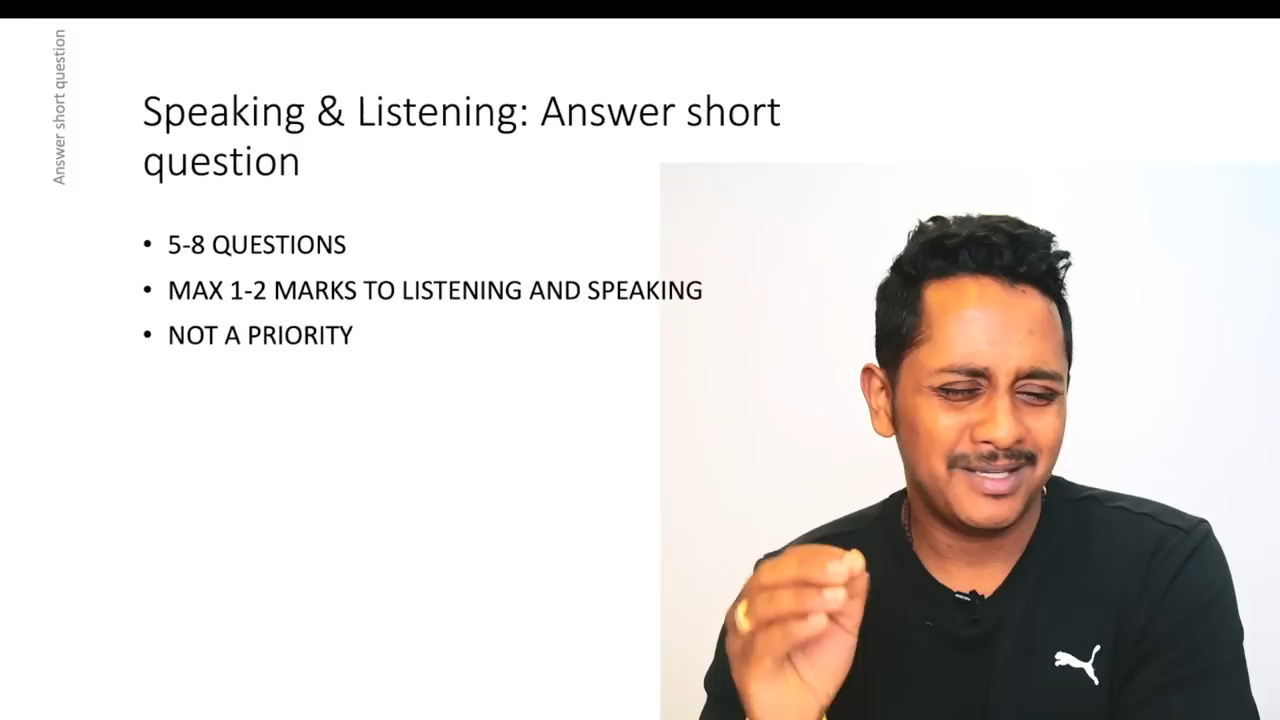 Answer short question
Speaking & Listening: Answer short
question
• 5-8 QUESTIONS
• MAX 1-2 MARKS TO LISTENING AND SPEAKING
• NOT A PRIORITY